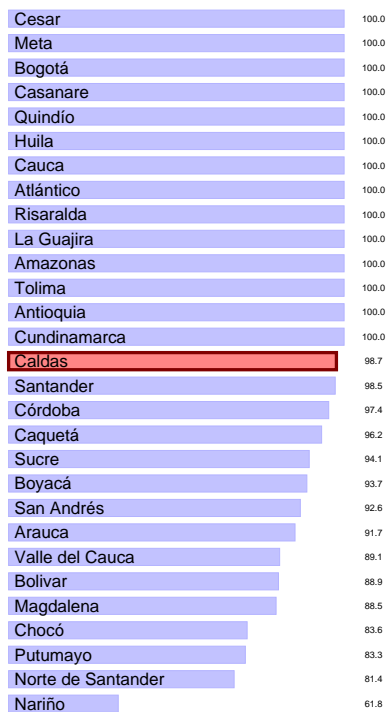 Cesar 100.0
Meta 100.0
Bogotá 100.0
Casanare 100.0
Quindío 100.0
Huila 100.0
Cauca 100.0
Atlántico 100.0
Risaralda 100.0
La Guajira 100.0
Amazonas 100.0
Tolima 100.0
Antioquia 100.0
Cundinamarca 100.0
Caldas 98.7
Santander 98.5
Córdoba 97.4
Caquetá 96.2
Sucre 94.1
Boyacá 93.7
San Andrés 92.6
Arauca 91.7
Valle del Cauca 89.1
Bolivar 88.9
Magdalena 88.5
Chocó 83.6
Putumayo 83.3
Norte de Santander 81.4
Nariño 61.8